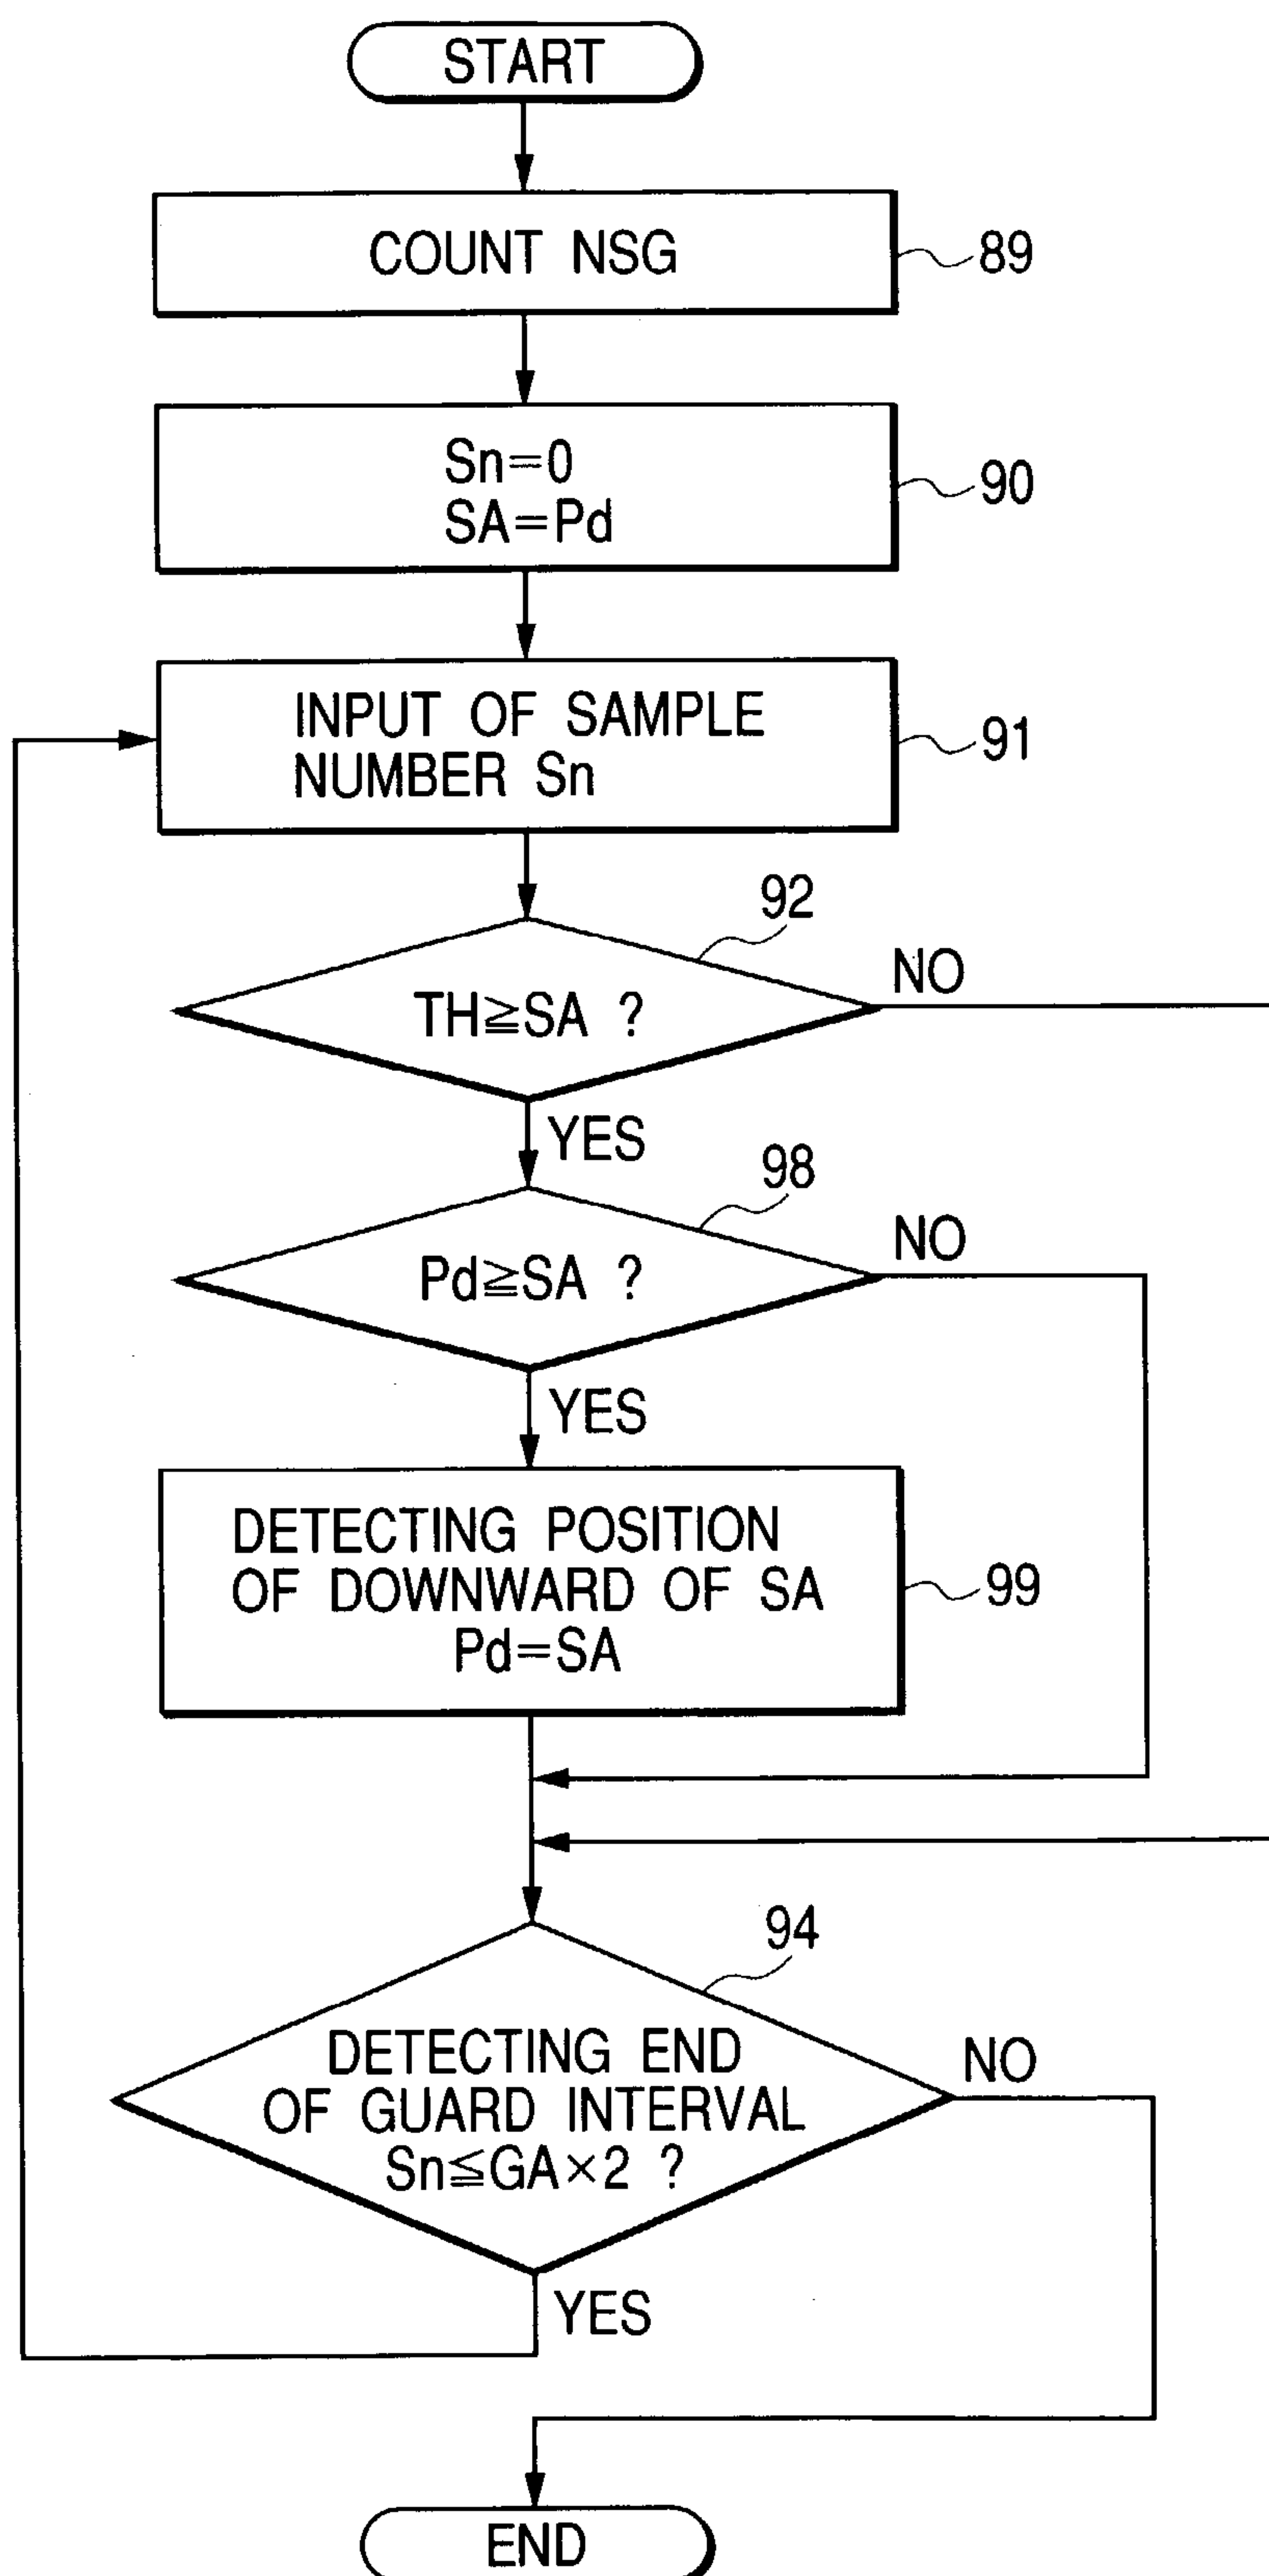 START
COUNT NSG
89
Sn=0
SA=Pd
90
INPUT OF SAMPLE
NUMBER Sn
91
92
TH≧SA ?
NO
YES
98
Pd≧SA ?
NO
YES
DETECTING POSITION
OF DOWNWARD OF SA
Pd=SA
99
94
DETECTING END
OF GUARD INTERVAL
Sn≦GA×2 ?
NO
YES
END